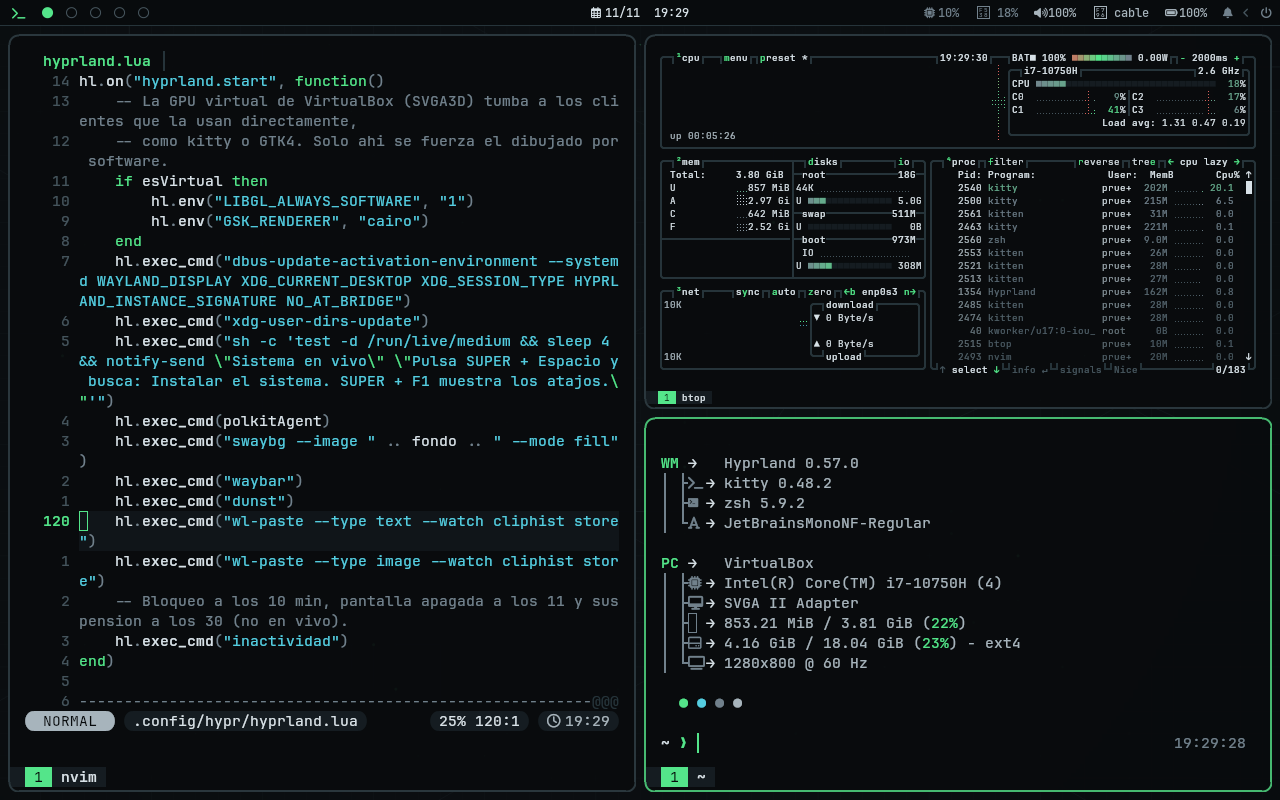 11/11 19:29
10% 18% 100% cable 100%
hyprland.lua
14 hl.on("hyprland.start", function()
13 -- La GPU virtual de VirtualBox (SVGA3D) tumba a los cli
entes que la usan directamente,
12 -- como kitty o GTK4. Solo ahi se fuerza el dibujado por
software.
11 if esVirtual then
10 hl.env("LIBGL_ALWAYS_SOFTWARE", "1")
9 hl.env("GSK_RENDERER", "cairo")
8 end
7 hl.exec_cmd("dbus-update-activation-environment --system
d WAYLAND_DISPLAY XDG_CURRENT_DESKTOP XDG_SESSION_TYPE HYPRL
AND_INSTANCE_SIGNATURE NO_AT_BRIDGE")
6 hl.exec_cmd("xdg-user-dirs-update")
5 hl.exec_cmd("sh -c 'test -d /run/live/medium && sleep 4
&& notify-send \"Sistema en vivo\" \"Pulsa SUPER + Espacio y
busca: Instalar el sistema. SUPER + F1 muestra los atajos.\
"'")
4 hl.exec_cmd(polkitAgent)
3 hl.exec_cmd("swaybg --image " .. fondo .. " --mode fill"
)
2 hl.exec_cmd("waybar")
1 hl.exec_cmd("dunst")
120 hl.exec_cmd("wl-paste --type text --watch cliphist store
")
1 hl.exec_cmd("wl-paste --type image --watch cliphist stor
e")
2 -- Bloqueo a los 10 min, pantalla apagada a los 11 y sus
pension a los 30 (no en vivo).
3 hl.exec_cmd("inactividad")
4 end)
5
6 ---------------------------------------------------------@@@
NORMAL .config/hypr/hyprland.lua 25% 120:1 19:29
1 nvim
¹cpu menu preset * 19:29:30 BAT■ 100% 0.00W - 2000ms +
i7-10750H 2.6 GHz
CPU 18%
C0 9% C2 17%
C1 41% C3 6%
Load avg: 1.31 0.47 0.19
up 00:05:26
²mem disks io
Total: 3.80 GiB root 18G
U 857 MiB 44K
A 2.97 Gi U 5.0G
C 642 MiB swap 511M
F 2.52 Gi U 0B
boot 973M
IO
U 308M
³net sync auto zero ←b enp0s3 n→
10K download
▼ 0 Byte/s
▲ 0 Byte/s
10K upload
⁴proc filter reverse tree ← cpu lazy →
Pid: Program: User: MemB Cpu% ↑
2540 kitty prue+ 202M 20.1
2500 kitty prue+ 215M 6.5
2561 kitten prue+ 31M 0.0
2463 kitty prue+ 221M 0.1
2560 zsh prue+ 9.0M 0.0
2553 kitten prue+ 26M 0.0
2521 kitten prue+ 28M 0.0
2513 kitten prue+ 27M 0.0
1354 Hyprland prue+ 162M 0.8
2485 kitten prue+ 28M 0.0
2474 kitten prue+ 28M 0.0
40 kworker/u17:0-iou_ root 0B 0.0
2515 btop prue+ 10M 0.1
2493 nvim prue+ 20M 0.0 ↓
↑ select ↓ info ↵ signals Nice 0/183
1 btop
WM → Hyprland 0.57.0
→ kitty 0.48.2
→ zsh 5.9.2
→ JetBrainsMonoNF-Regular
PC → VirtualBox
→ Intel(R) Core(TM) i7-10750H (4)
→ SVGA II Adapter
→ 853.21 MiB / 3.81 GiB (22%)
→ 4.16 GiB / 18.04 GiB (23%) - ext4
→ 1280x800 @ 60 Hz
~ ❱ 19:29:28
1 ~